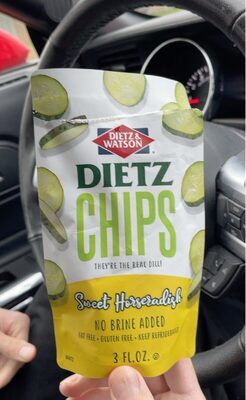 DIETZ &
WATSON
DIETZ
CHIPS
THEY'RE THE REAL DILL!
Sweet Horseradish
NO BRINE ADDED
FAT FREE • GLUTEN FREE • KEEP REFRIGERATED
3 FL.OZ.